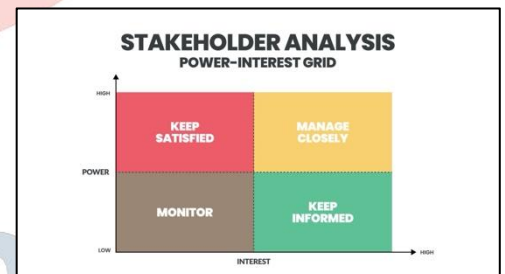 STAKEHOLDER ANALYSIS
POWER-INTEREST GRID
HIGH
KEEP
SATISFIED
MANAGE
CLOSELY
POWER
MONITOR
KEEP
INFORMED
LOW
INTEREST
HIGH